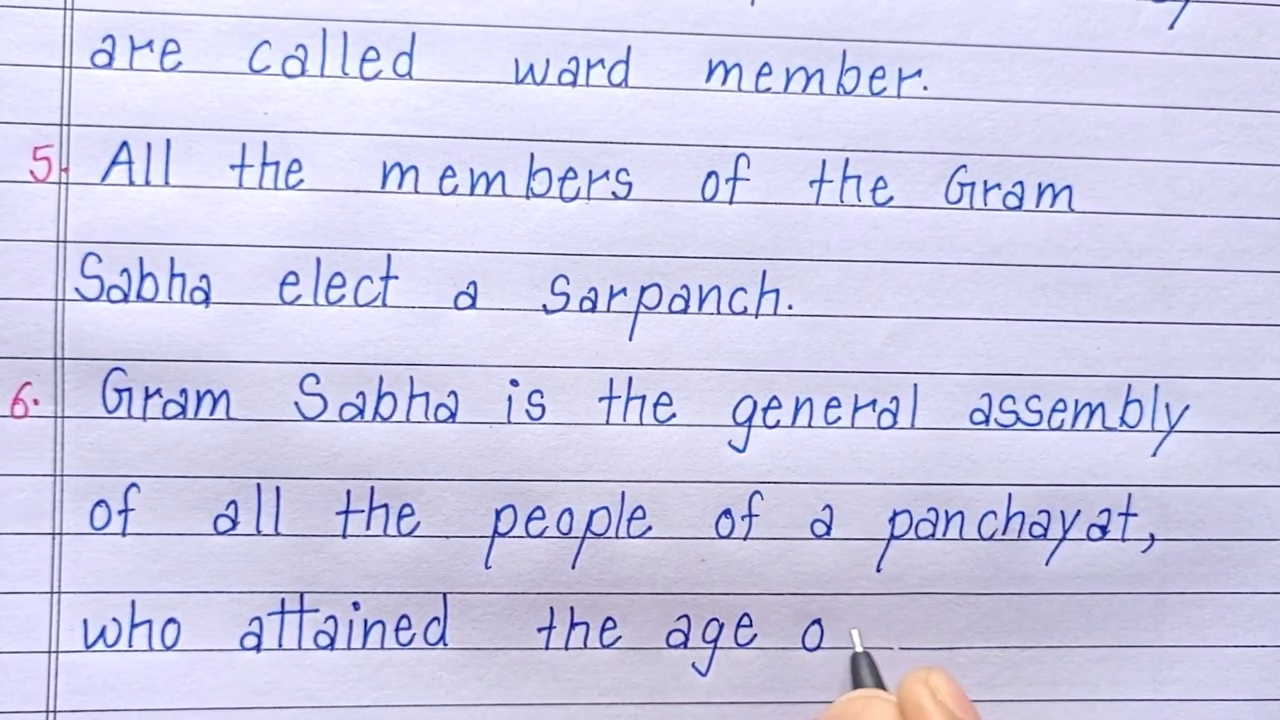 are called ward member.
5. All the members of the Gram
Sabha elect a Sarpanch.
6. Gram Sabha is the general assembly
of all the people of a panchayat,
who attained the age o